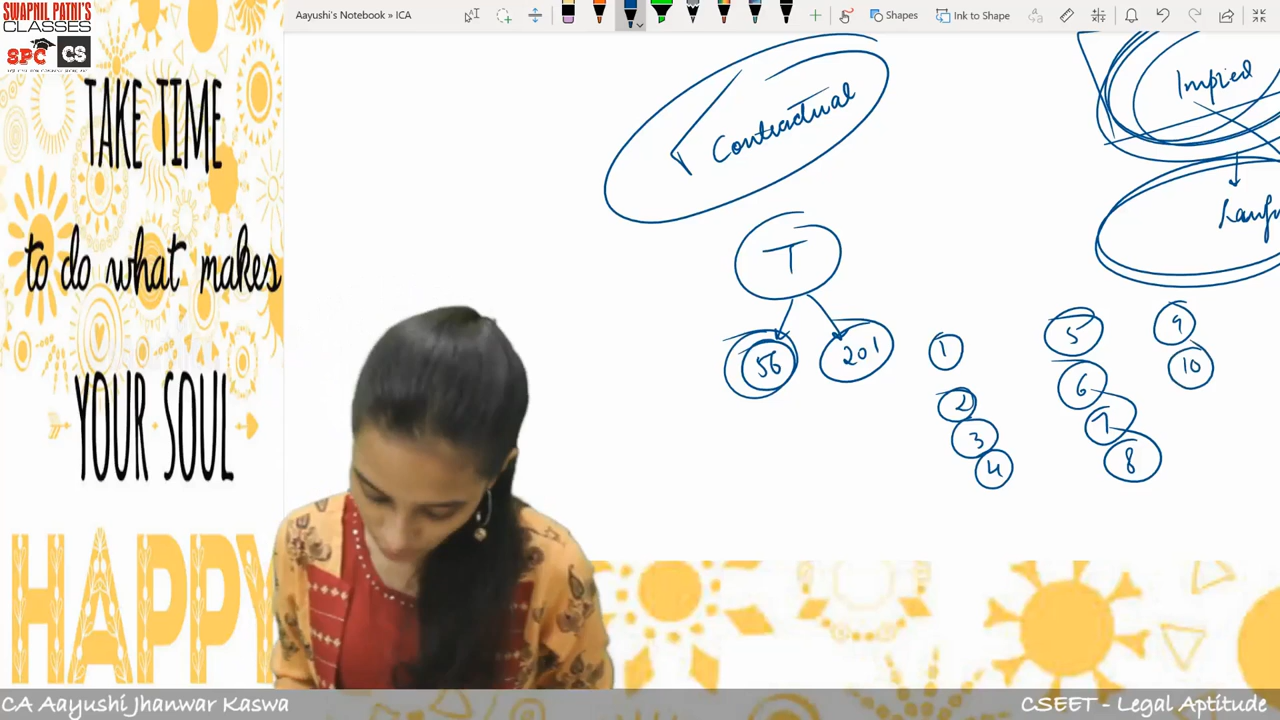 SWAPNIL PATNI'S
CLASSES
SPC CS
Aayushi's Notebook » ICA
Shapes
Ink to Shape
TAKE TIME
to do what makes
YOUR SOUL
HAPPY
Contractual
Impied
T
56
201
1
2
3
4
5
6
7
8
9
10
CA Aayushi Jhanwar Kaswa
CSEET - Legal Aptitude